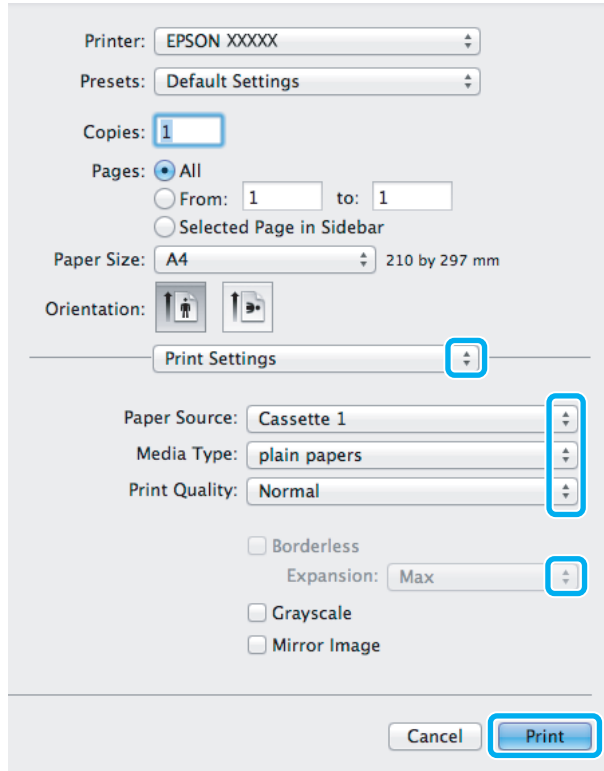 Printer: EPSON XXXXX
Presets: Default Settings
Copies: 1
Pages: All
From: 1 to: 1
Selected Page in Sidebar
Paper Size: A4 210 by 297 mm
Orientation:
Print Settings
Paper Source: Cassette 1
Media Type: plain papers
Print Quality: Normal
Borderless
Expansion: Max
Grayscale
Mirror Image
Cancel Print